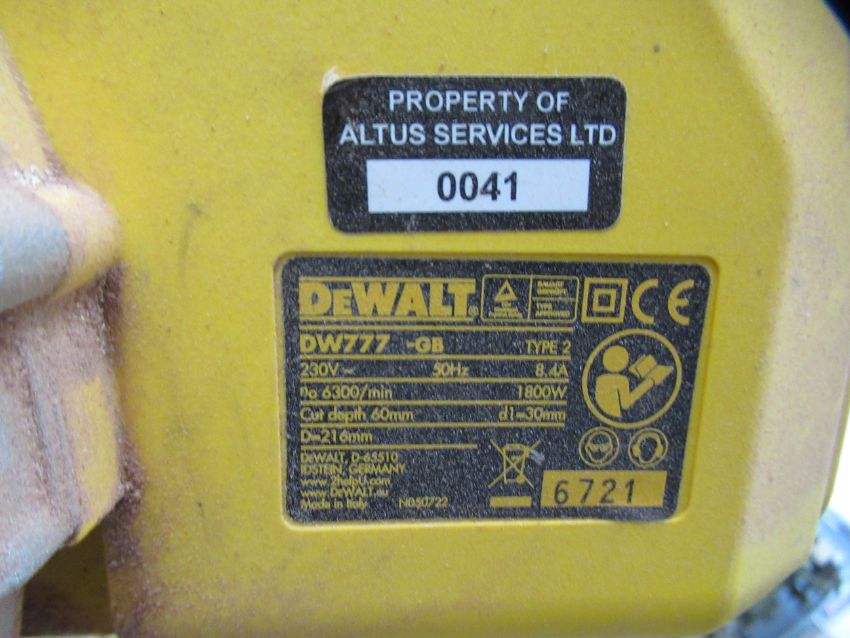 PROPERTY OF
ALTUS SERVICES LTD
0041
DEWALT
DW777 -GB TYPE 2
230V~ 50Hz 8.4A
no 6300/min 1800W
Cut depth 60mm d1=30mm
D=216mm
DEWALT, D-65510
IDSTEIN, GERMANY
www.2helpU.com
www.DEWALT.eu
Made in Italy N050722
6721
CE